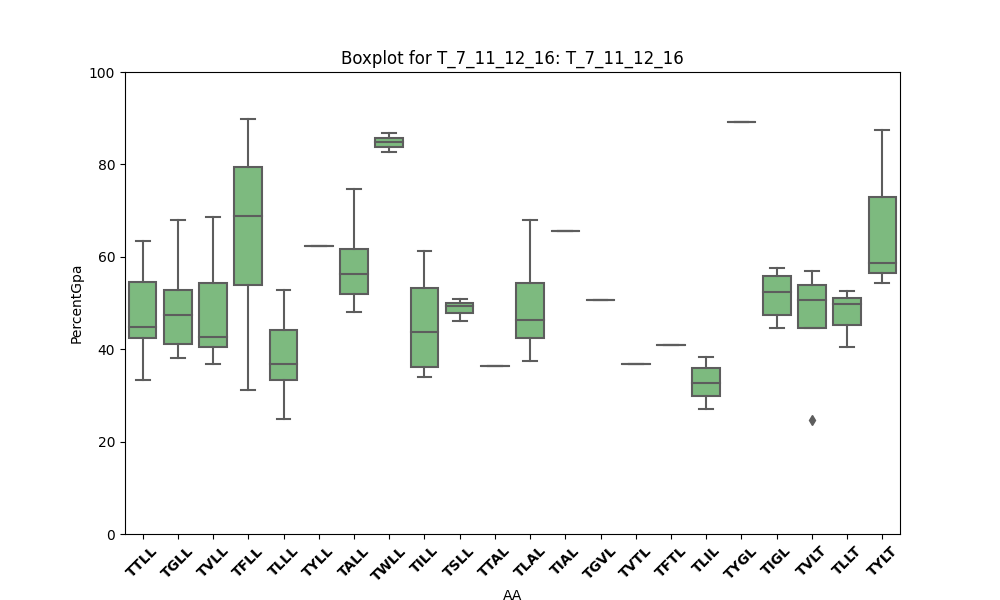 Boxplot for T_7_11_12_16: T_7_11_12_16
100
80
60
40
20
0
PercentGpa
TTLL TGLL TVLL TFLL TLLL TYLL TALL TWLL TILL TSLL TTAL TLAL TIAL TGVL TVTL TFTL TLIL TYGL TIGL TVLT TLLT TYLT
AA